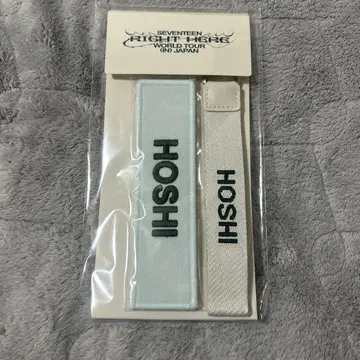 SEVENTEEN
RIGHT HERE
WORLD TOUR
(IN) JAPAN
HOSHI
HOSHI